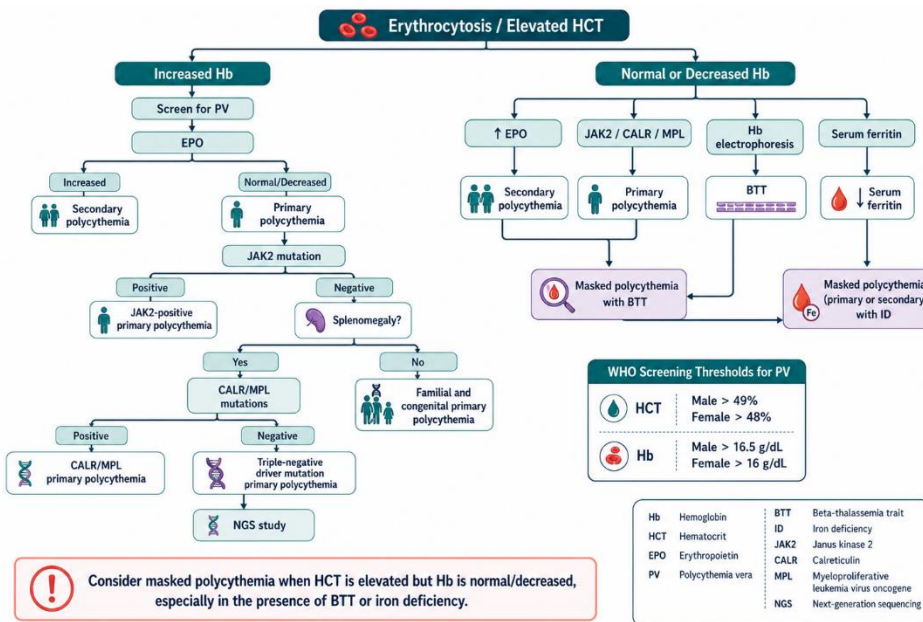 Erythrocytosis / Elevated HCT
Increased Hb
Screen for PV
EPO
Increased
Secondary
polycythemia
Normal/Decreased
Primary
polycythemia
JAK2 mutation
Positive
JAK2-positive
primary polycythemia
Negative
Splenomegaly?
Yes
CALR/MPL
mutations
No
Familial and
congenital primary
polycythemia
Positive
CALR/MPL
primary polycythemia
Negative
Triple-negative
driver mutation
primary polycythemia
NGS study
Normal or Decreased Hb
↑ EPO
Secondary
polycythemia
JAK2 / CALR / MPL
Primary
polycythemia
Hb
electrophoresis
BTT
Serum ferritin
↓ Serum
ferritin
Masked polycythemia
with BTT
Fe
Masked polycythemia
(primary or secondary)
with ID
WHO Screening Thresholds for PV
HCT
Male > 49%
Female > 48%
Hb
Male > 16.5 g/dL
Female > 16 g/dL
Hb Hemoglobin
HCT Hematocrit
EPO Erythropoietin
PV Polycythemia vera
BTT Beta-thalassemia trait
ID Iron deficiency
JAK2 Janus kinase 2
CALR Calreticulin
MPL Myeloproliferative
leukemia virus oncogene
NGS Next-generation sequencing
! Consider masked polycythemia when HCT is elevated but Hb is normal/decreased,
especially in the presence of BTT or iron deficiency.